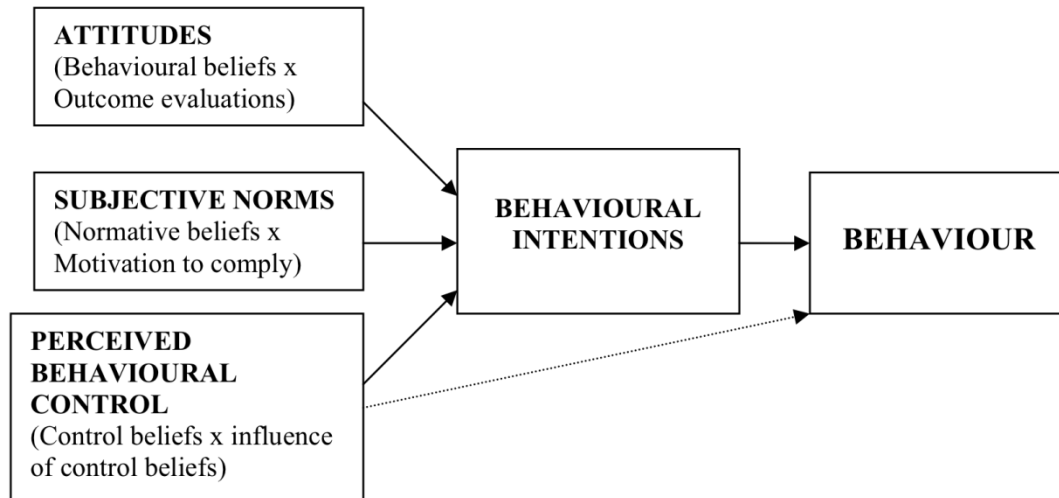 ATTITUDES
(Behavioural beliefs x
Outcome evaluations)
SUBJECTIVE NORMS
(Normative beliefs x
Motivation to comply)
PERCEIVED
BEHAVIOURAL
CONTROL
(Control beliefs x influence
of control beliefs)
BEHAVIOURAL
INTENTIONS
BEHAVIOUR